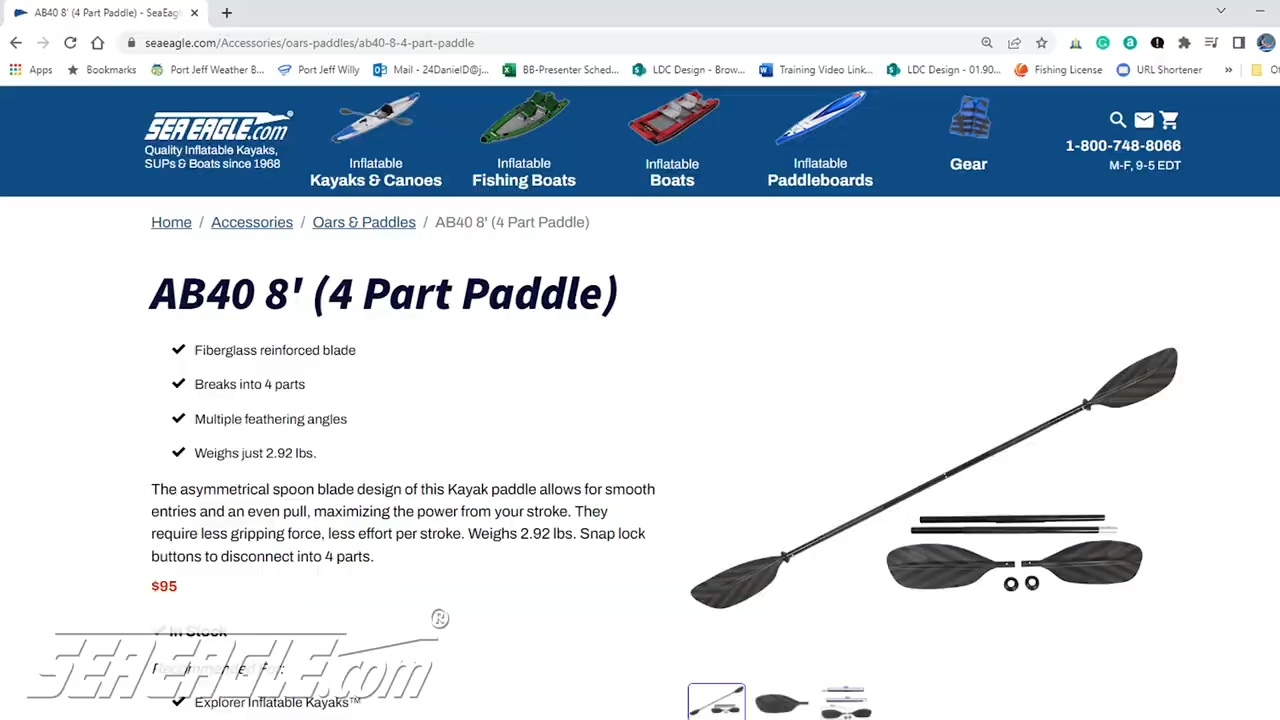 AB40 8' (4 Part Paddle) - SeaEag
seaeagle.com/Accessories/oars-paddles/ab40-8-4-part-paddle
Apps Bookmarks Port Jeff Weather B... Port Jeff Willy Mail - 24DanielD@j... BB-Presenter Sched... LDC Design - Brow... Training Video Link... LDC Design - 01.90... Fishing License URL Shortener »
SEA EAGLE.com®
Quality Inflatable Kayaks,
SUPs & Boats since 1968
Inflatable
Kayaks & Canoes
Inflatable
Fishing Boats
Inflatable
Boats
Inflatable
Paddleboards
Gear
1-800-748-8066
M-F, 9-5 EDT
Home / Accessories / Oars & Paddles / AB40 8' (4 Part Paddle)
AB40 8' (4 Part Paddle)
Fiberglass reinforced blade
Breaks into 4 parts
Multiple feathering angles
Weighs just 2.92 lbs.
The asymmetrical spoon blade design of this Kayak paddle allows for smooth
entries and an even pull, maximizing the power from your stroke. They
require less gripping force, less effort per stroke. Weighs 2.92 lbs. Snap lock
buttons to disconnect into 4 parts.
$95
In Stock
Recommended For:
SEA EAGLE.com®
Explorer Inflatable Kayaks™